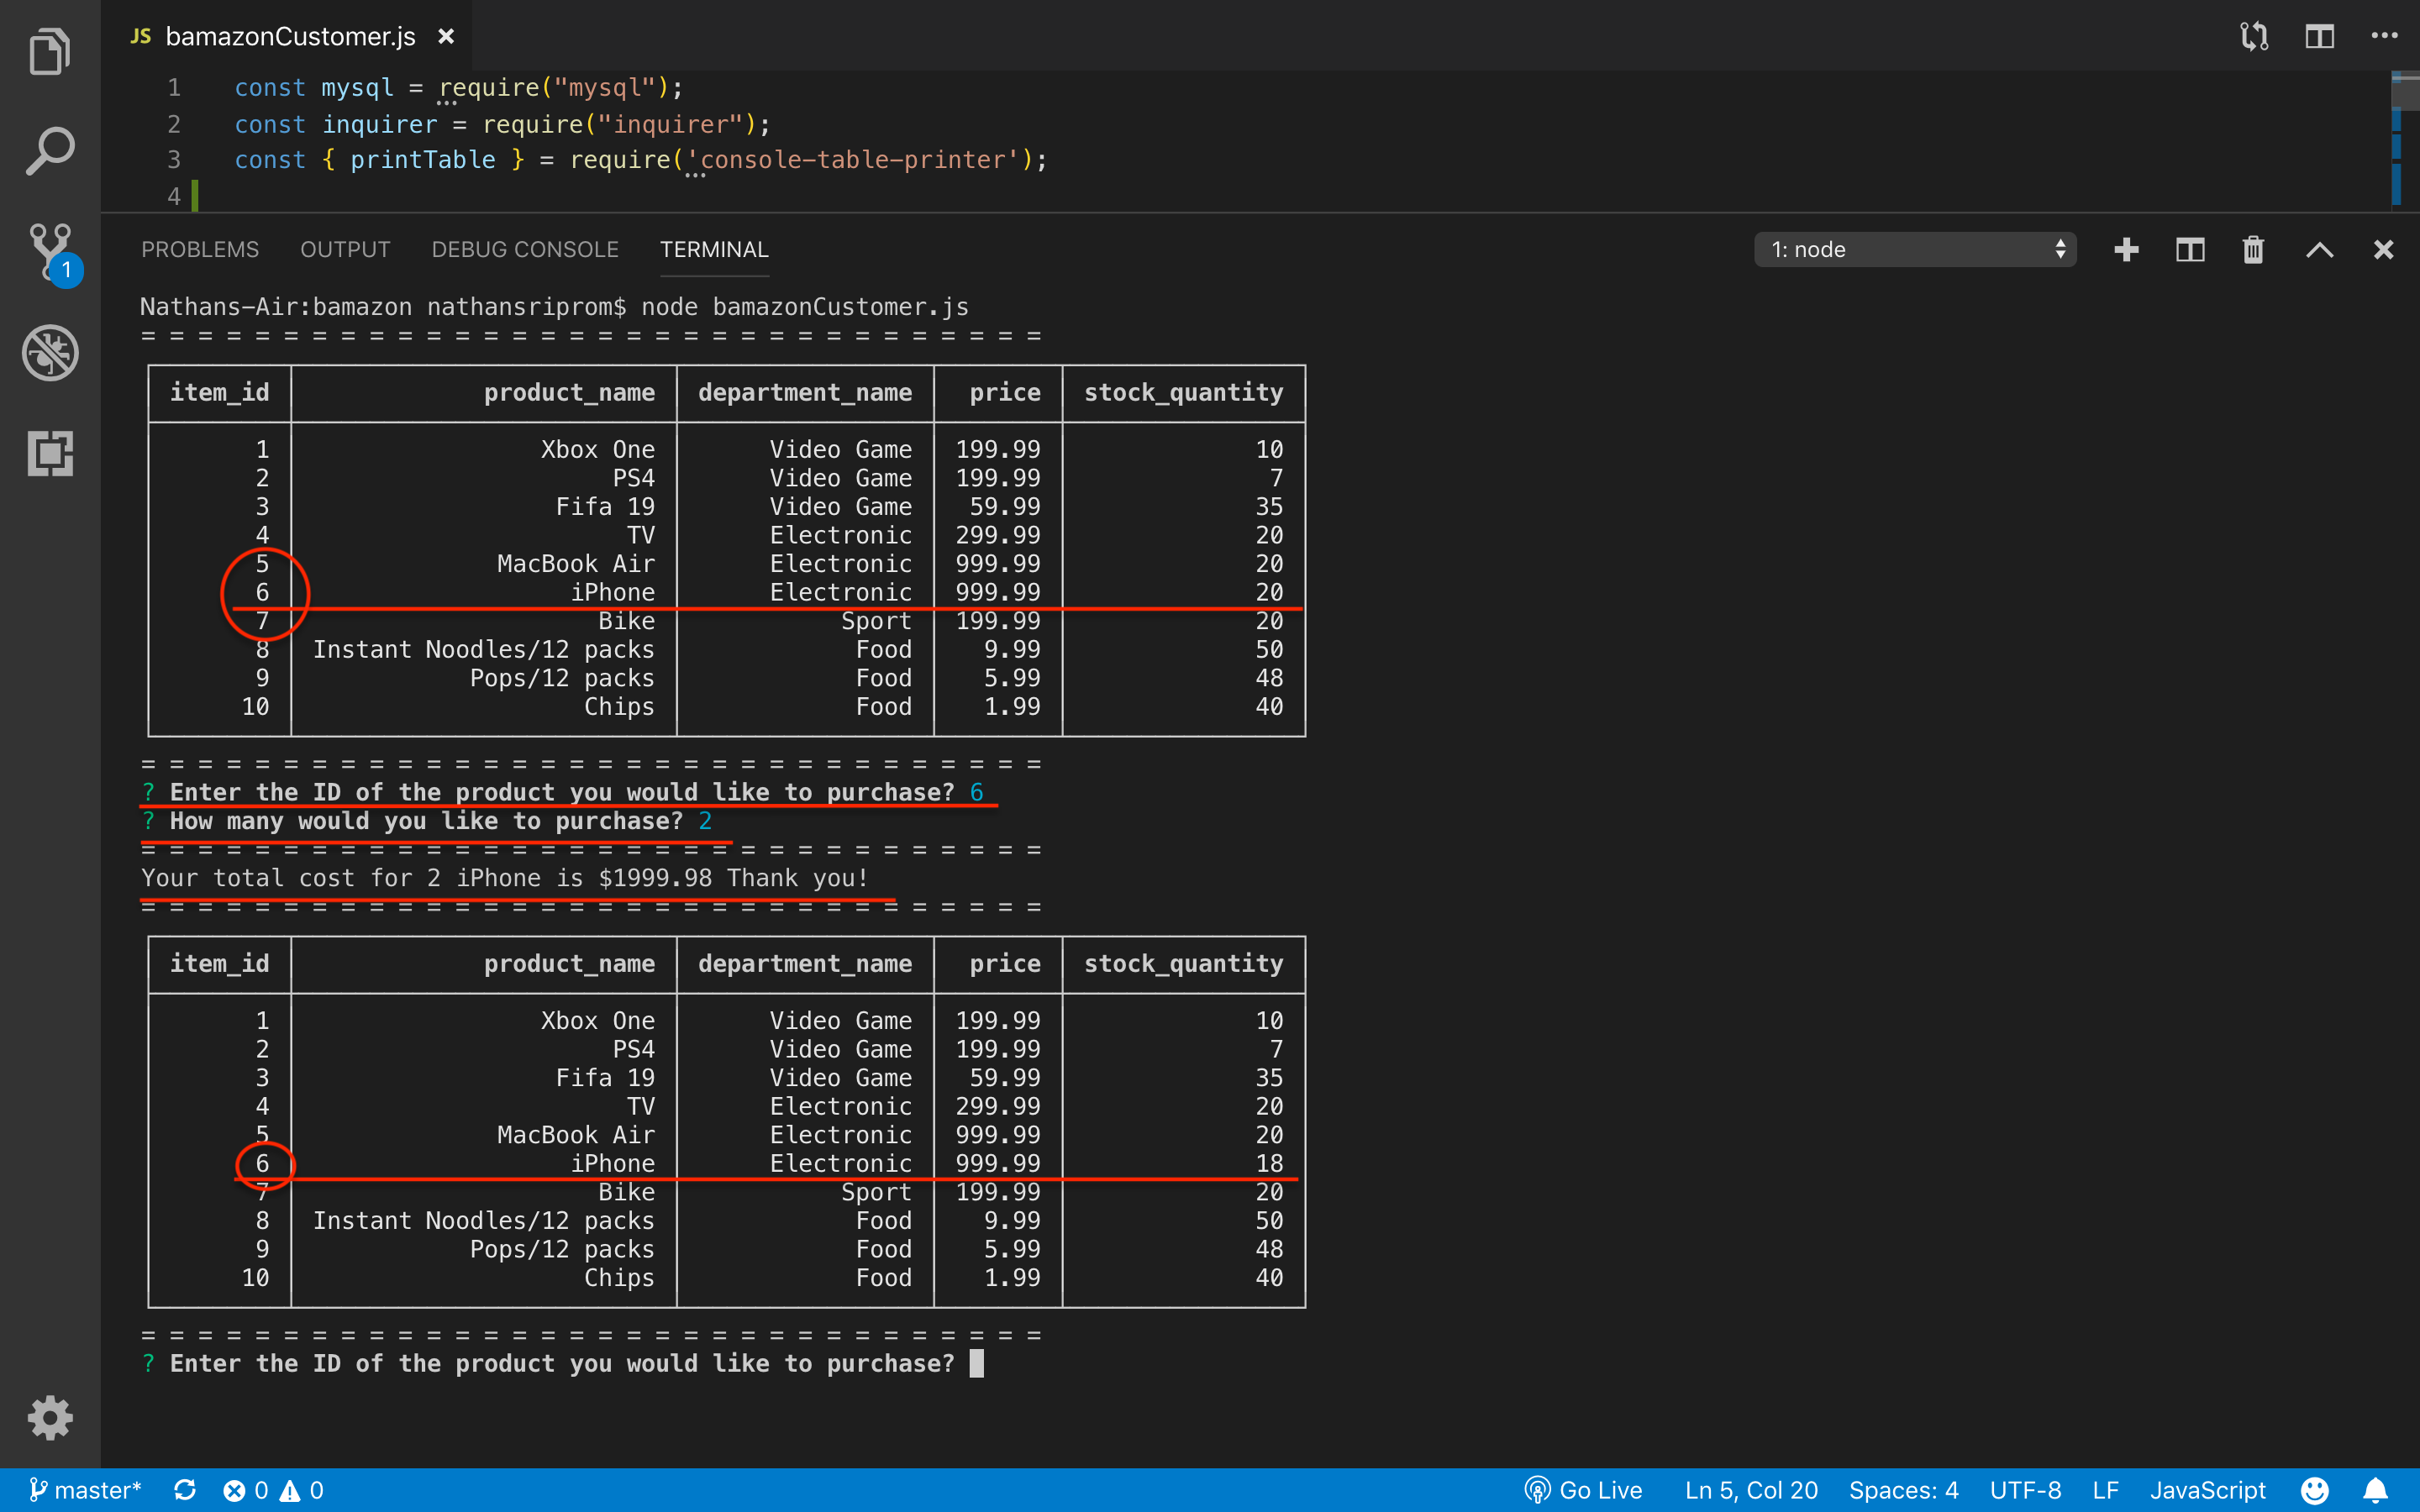 JS bamazonCustomer.js ×
1 const mysql = require("mysql");
2 const inquirer = require("inquirer");
3 const { printTable } = require('console-table-printer');
4
1
PROBLEMS OUTPUT DEBUG CONSOLE TERMINAL 1: node
Nathans-Air:bamazon nathansriprom$ node bamazonCustomer.js
= = = = = = = = = = = = = = = = = = = = = = = = = = = = = = = =
item_id product_name department_name price stock_quantity
1 Xbox One Video Game 199.99 10
2 PS4 Video Game 199.99 7
3 Fifa 19 Video Game 59.99 35
4 TV Electronic 299.99 20
5 MacBook Air Electronic 999.99 20
6 iPhone Electronic 999.99 20
7 Bike Sport 199.99 20
8 Instant Noodles/12 packs Food 9.99 50
9 Pops/12 packs Food 5.99 48
10 Chips Food 1.99 40
= = = = = = = = = = = = = = = = = = = = = = = = = = = = = = = =
? Enter the ID of the product you would like to purchase? 6
? How many would you like to purchase? 2
= = = = = = = = = = = = = = = = = = = = = = = = = = = = = = = =
Your total cost for 2 iPhone is $1999.98 Thank you!
= = = = = = = = = = = = = = = = = = = = = = = = = = = = = = = =
item_id product_name department_name price stock_quantity
1 Xbox One Video Game 199.99 10
2 PS4 Video Game 199.99 7
3 Fifa 19 Video Game 59.99 35
4 TV Electronic 299.99 20
5 MacBook Air Electronic 999.99 20
6 iPhone Electronic 999.99 18
7 Bike Sport 199.99 20
8 Instant Noodles/12 packs Food 9.99 50
9 Pops/12 packs Food 5.99 48
10 Chips Food 1.99 40
= = = = = = = = = = = = = = = = = = = = = = = = = = = = = = = =
? Enter the ID of the product you would like to purchase?
master* 0 0 Go Live Ln 5, Col 20 Spaces: 4 UTF-8 LF JavaScript